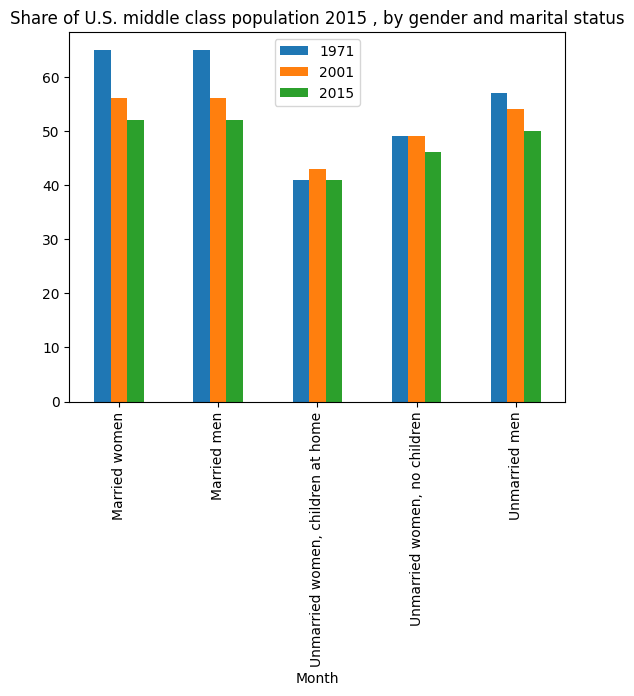 Share of U.S. middle class population 2015 , by gender and marital status
1971
2001
2015
60
50
40
30
20
10
0
Married women
Married men
Unmarried women, children at home
Unmarried women, no children
Unmarried men
Month